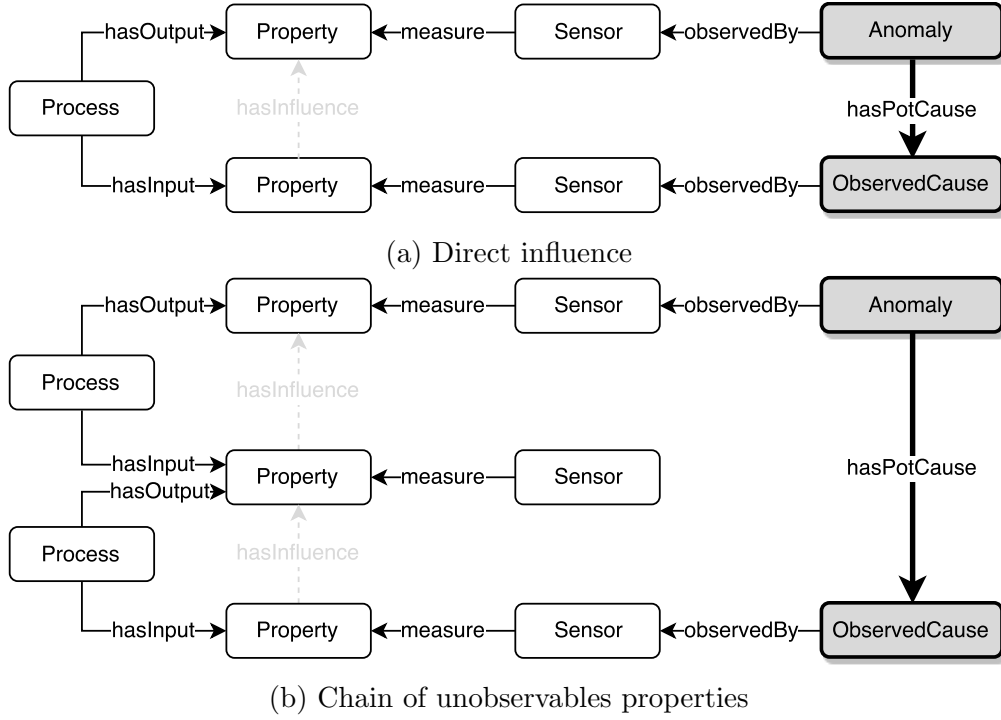 hasOutput Property measure Sensor observedBy Anomaly
Process hasInfluence hasPotCause
hasInput Property measure Sensor observedBy ObservedCause
(a) Direct influence
hasOutput Property measure Sensor observedBy Anomaly
Process hasInfluence
hasInput Property measure Sensor hasPotCause
hasOutput
Process hasInfluence
hasInput Property measure Sensor observedBy ObservedCause
(b) Chain of unobservables properties